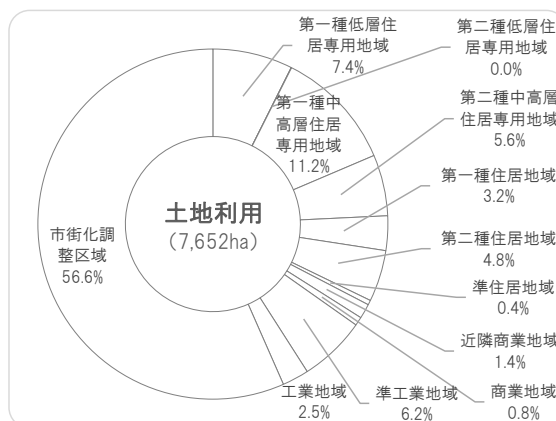 第一種低層住
居専用地域
7.4%
第二種低層住
居専用地域
0.0%
第一種中
高層住居
専用地域
11.2%
第二種中高層
住居専用地域
5.6%
第一種住居地域
3.2%
第二種住居地域
4.8%
準住居地域
0.4%
近隣商業地域
1.4%
商業地域
0.8%
準工業地域
6.2%
工業地域
2.5%
市街化調
整区域
56.6%
土地利用
(7,652ha)